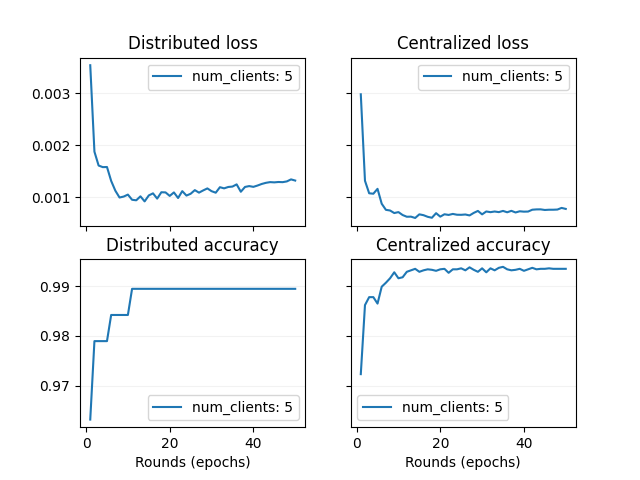 Distributed loss
Centralized loss
num_clients: 5
num_clients: 5
0.003
0.002
0.001
Distributed accuracy
Centralized accuracy
0.99
0.98
0.97
num_clients: 5
num_clients: 5
0 20 40
0 20 40
Rounds (epochs)
Rounds (epochs)